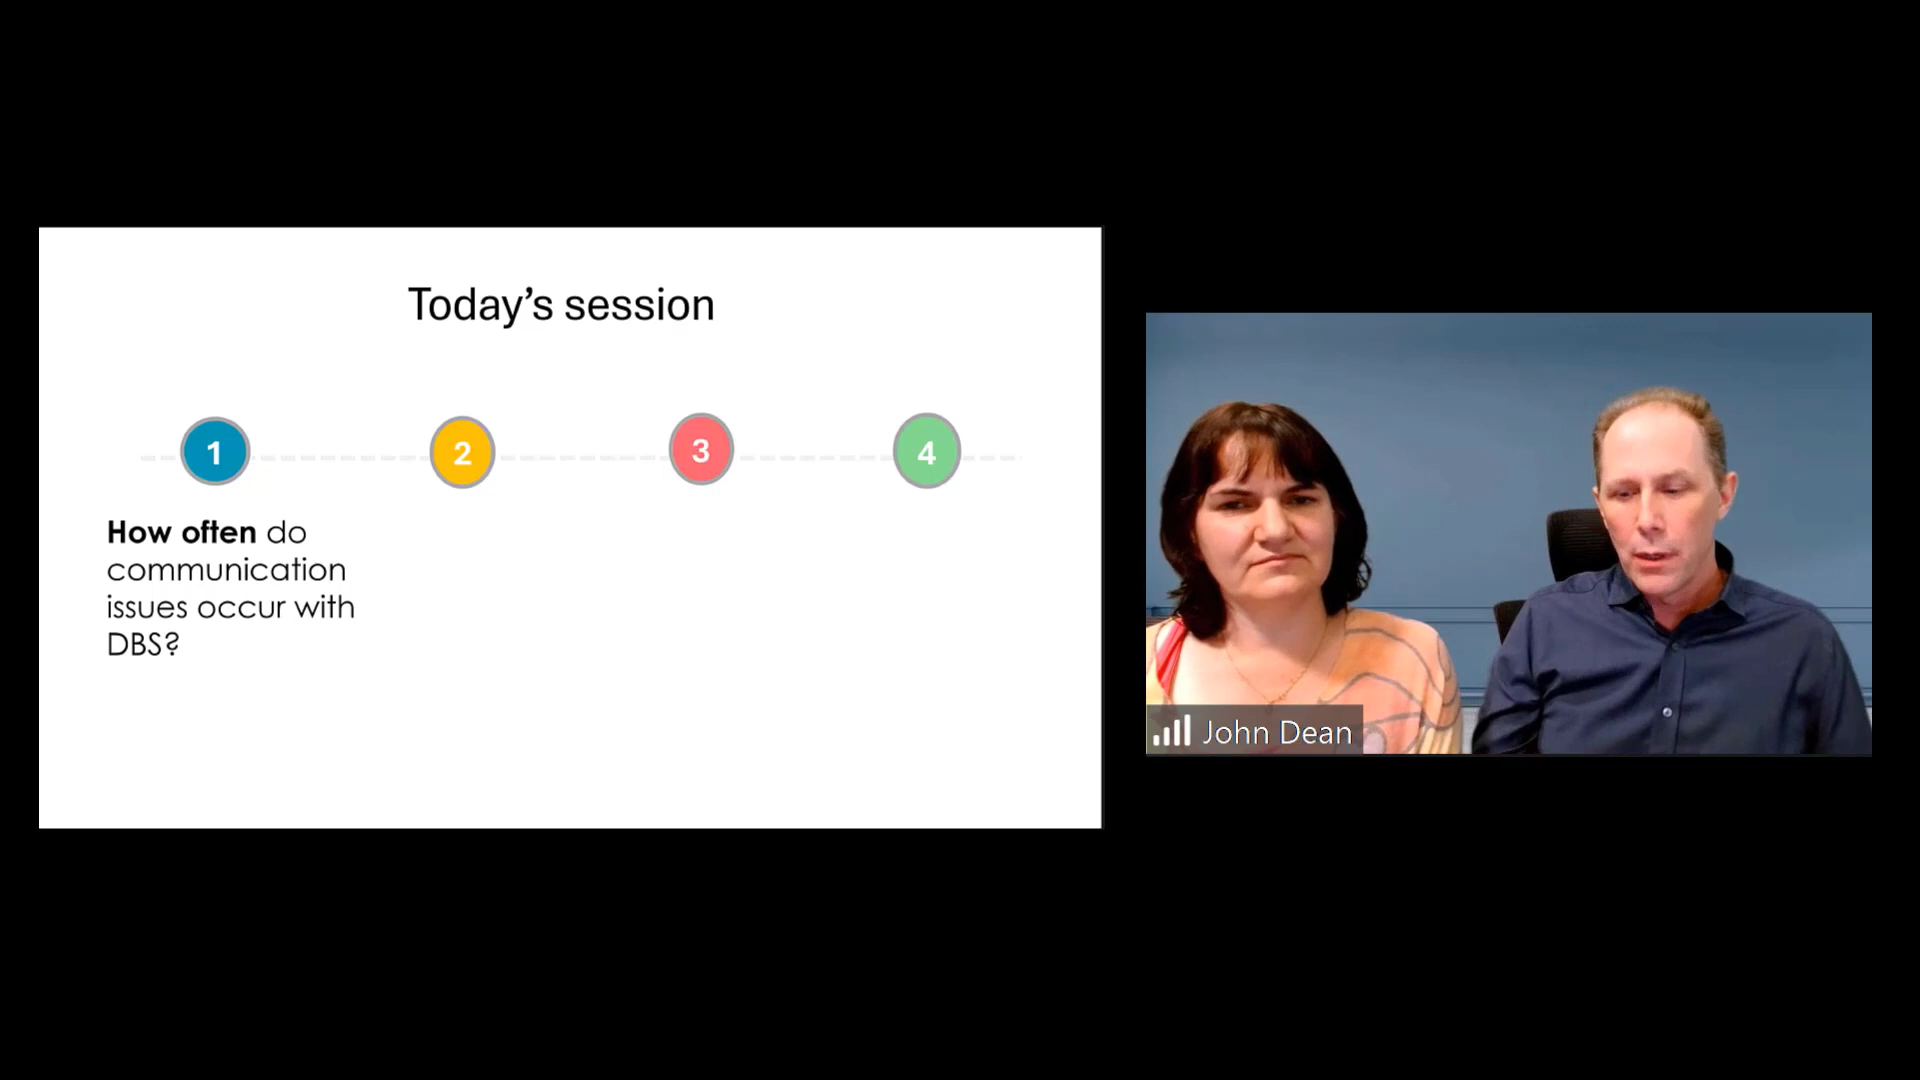 Today’s session
1
2
3
4
How often do
communication
issues occur with
DBS?
John Dean